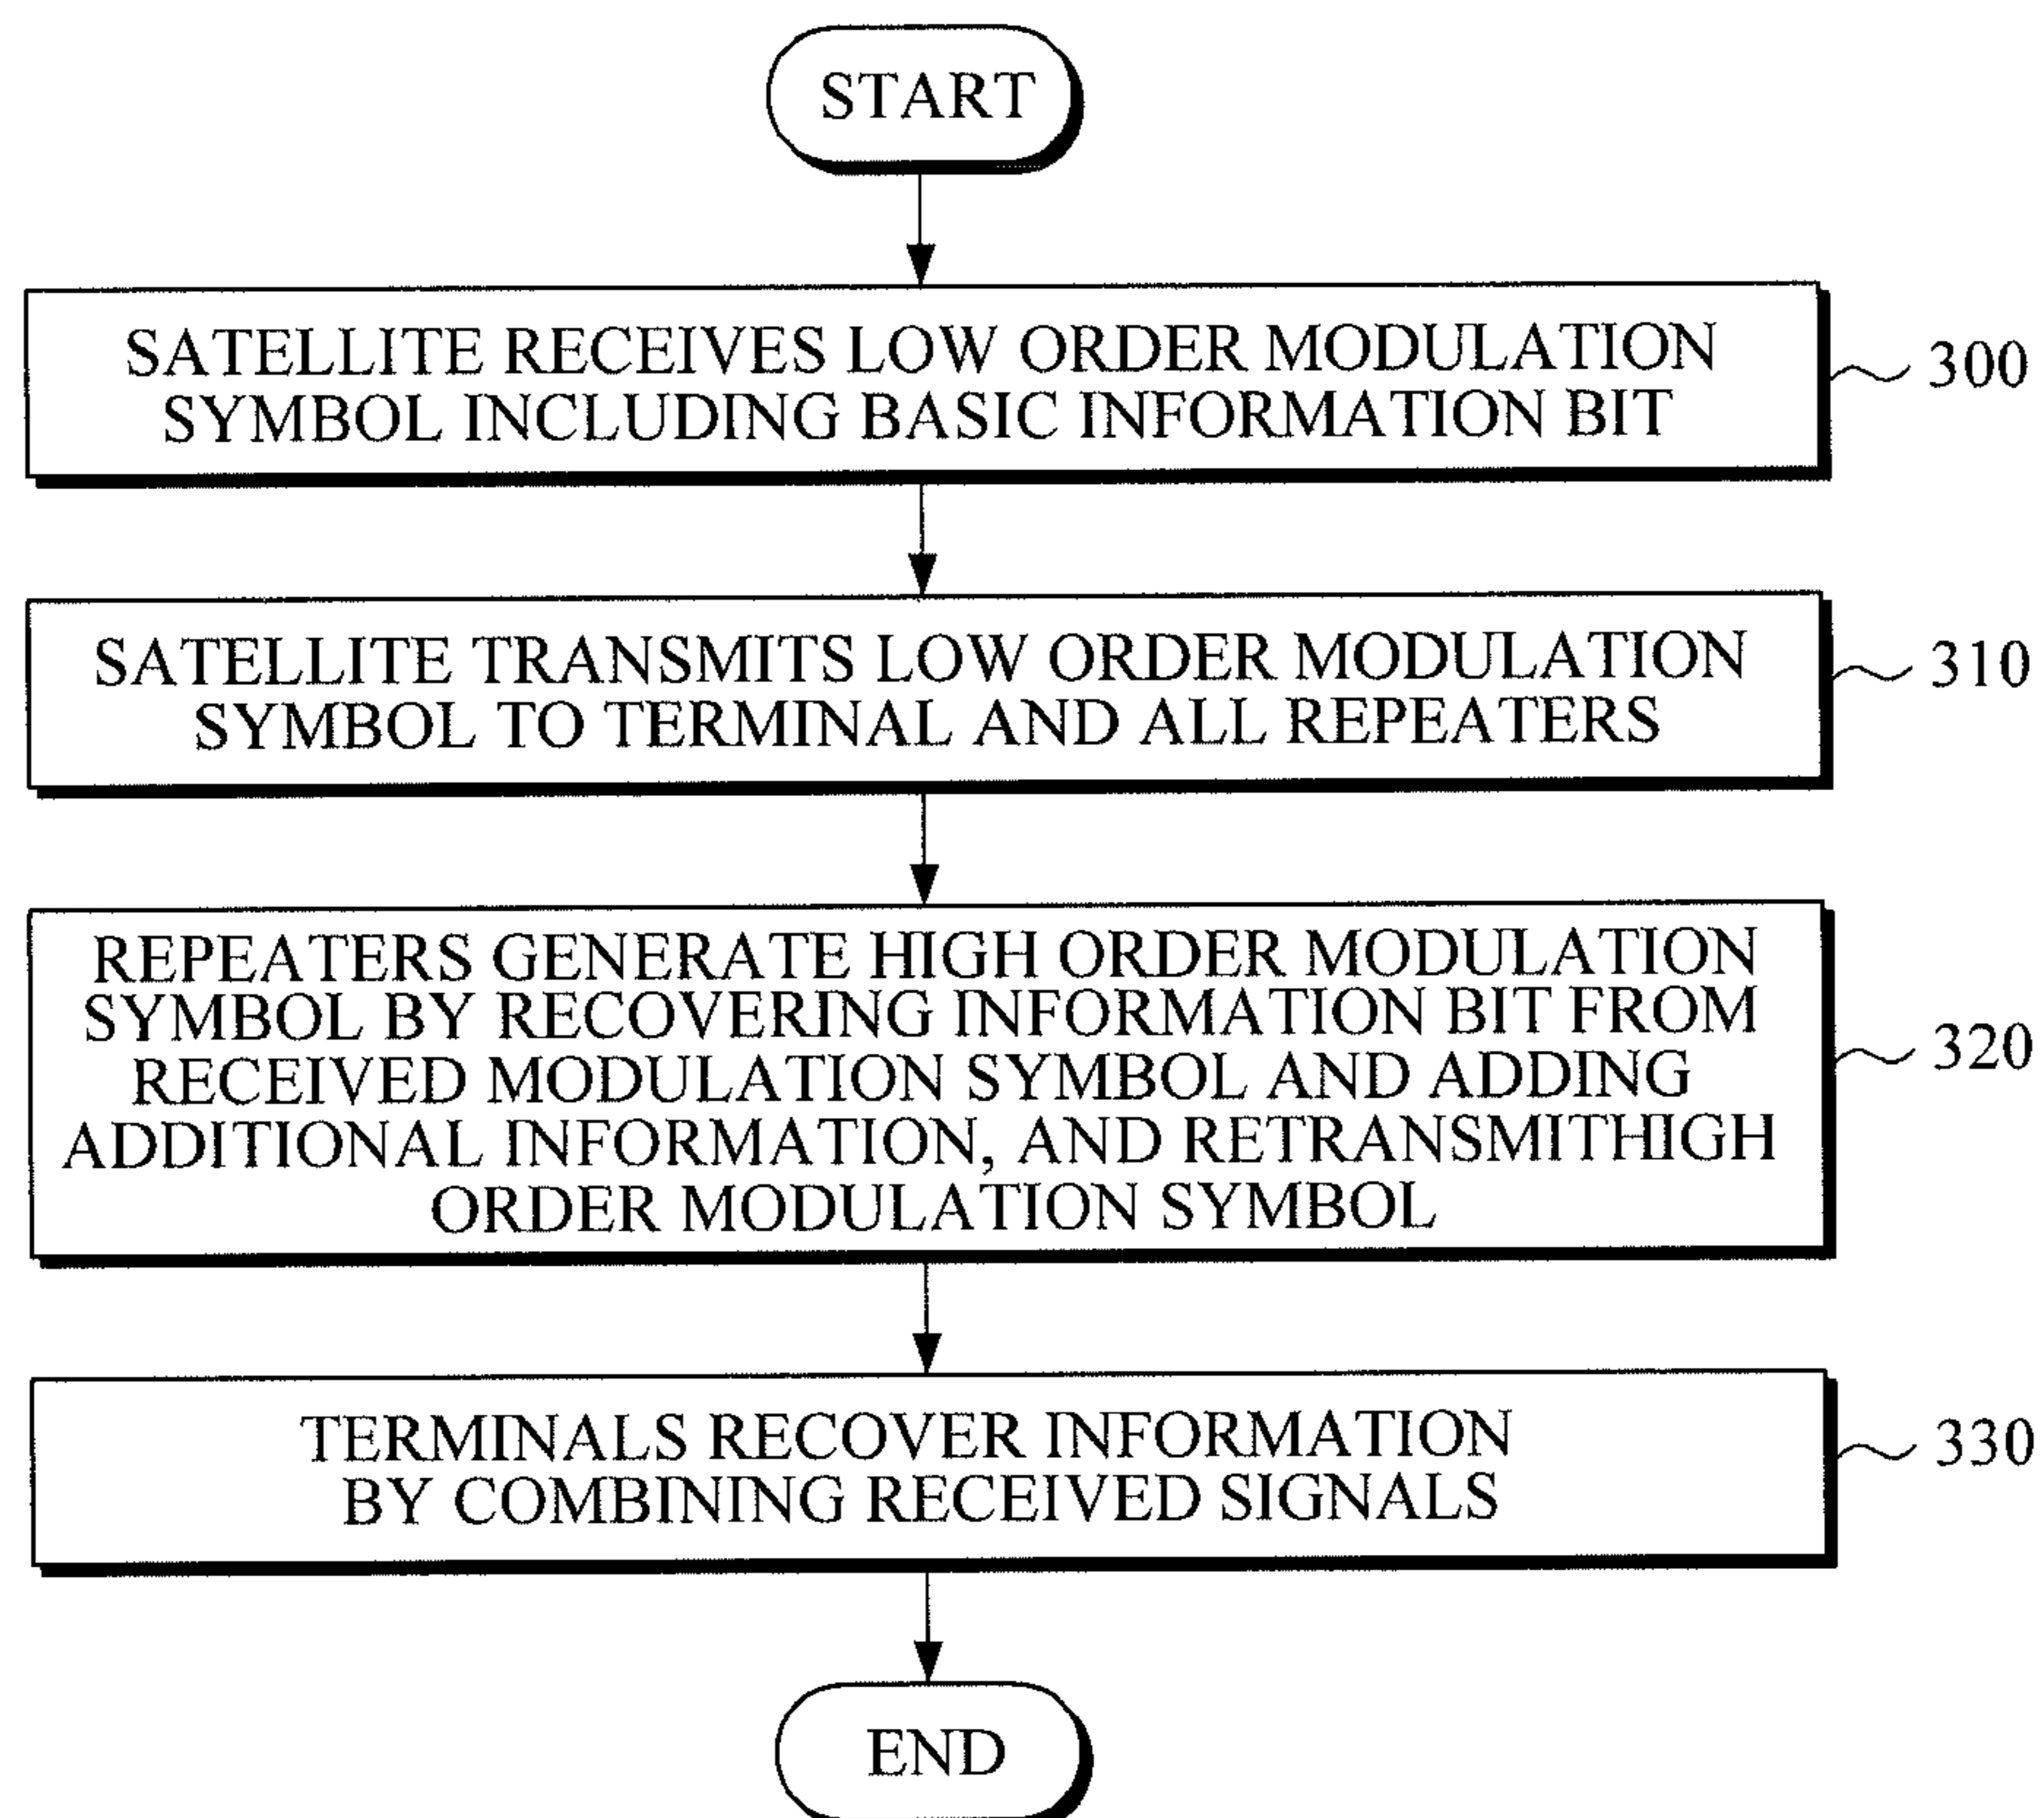 START
SATELLITE RECEIVES LOW ORDER MODULATION
SYMBOL INCLUDING BASIC INFORMATION BIT
300
SATELLITE TRANSMITS LOW ORDER MODULATION
SYMBOL TO TERMINAL AND ALL REPEATERS
310
REPEATERS GENERATE HIGH ORDER MODULATION
SYMBOL BY RECOVERING INFORMATION BIT FROM
RECEIVED MODULATION SYMBOL AND ADDING
ADDITIONAL INFORMATION, AND RETRANSMITHIGH
ORDER MODULATION SYMBOL
320
TERMINALS RECOVER INFORMATION
BY COMBINING RECEIVED SIGNALS
330
END